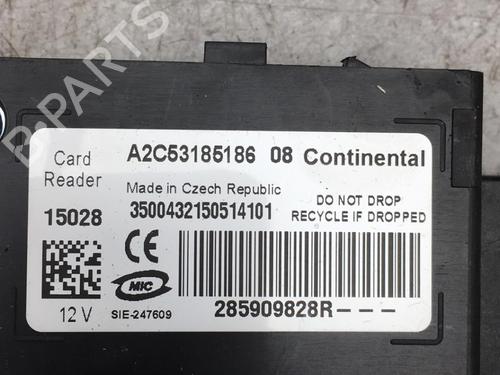 B-PARTS
Card Reader A2C53185186 08 Continental
Made in Czech Republic
15028 3500432150514101
DO NOT DROP
RECYCLE IF DROPPED
CE
MIC
12 V SIE-247609 285909828R---